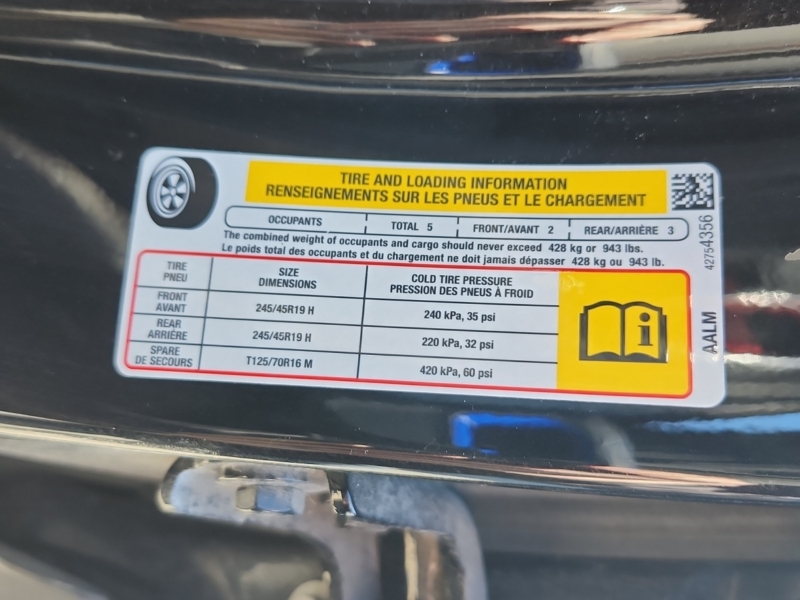 TIRE AND LOADING INFORMATION
RENSEIGNEMENTS SUR LES PNEUS ET LE CHARGEMENT
OCCUPANTS TOTAL 5 FRONT/AVANT 2 REAR/ARRIÈRE 3
The combined weight of occupants and cargo should never exceed 428 kg or 943 lbs.
Le poids total des occupants et du chargement ne doit jamais dépasser 428 kg ou 943 lb.
TIRE
PNEU
SIZE
DIMENSIONS
COLD TIRE PRESSURE
PRESSION DES PNEUS À FROID
FRONT
AVANT
245/45R19 H
240 kPa, 35 psi
REAR
ARRIÈRE
245/45R19 H
220 kPa, 32 psi
SPARE
DE SECOURS
T125/70R16 M
420 kPa, 60 psi
42754356
AALM